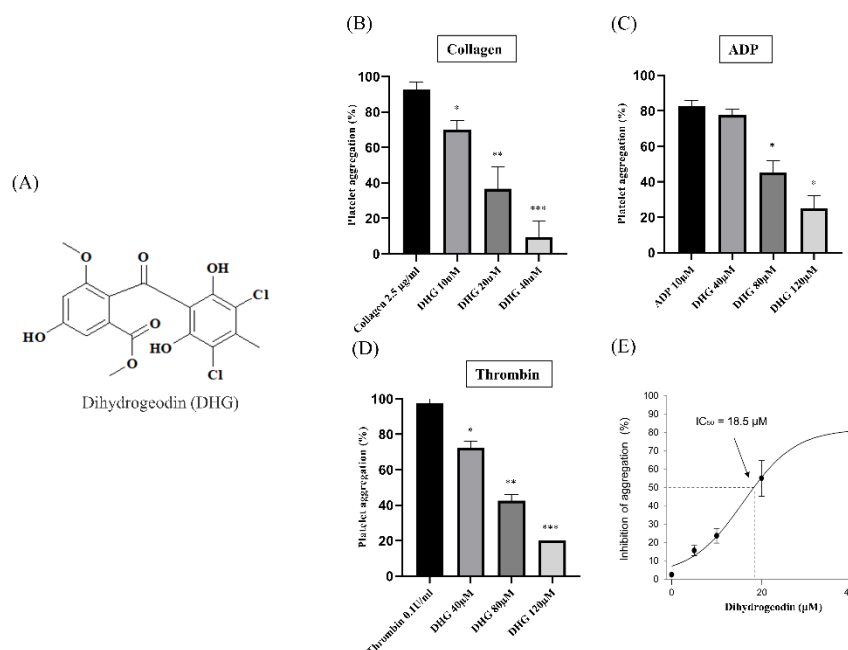 (A)
O
O
OH
Cl
HO
O
O
HO
Cl
Dihydrogeodin (DHG)
(B)
Collagen
Platelet aggregation (%)
100
80
60
40
20
0
*
**
***
Collagen 2.5 µg/ml
DHG 10uM
DHG 20uM
DHG 40uM
(C)
ADP
Platelet aggregation (%)
100
80
60
40
20
0
*
*
ADP 10µM
DHG 40µM
DHG 80µM
DHG 120µM
(D)
Thrombin
Platelet aggregation (%)
100
80
60
40
20
0
*
**
***
Thrombin 0.1U/ml
DHG 40µM
DHG 80µM
DHG 120µM
(E)
Inhibition of aggregation (%)
100
90
80
70
60
50
40
30
20
10
0
IC50 = 18.5 µM
0
20
Dihydrogeodin (µM)